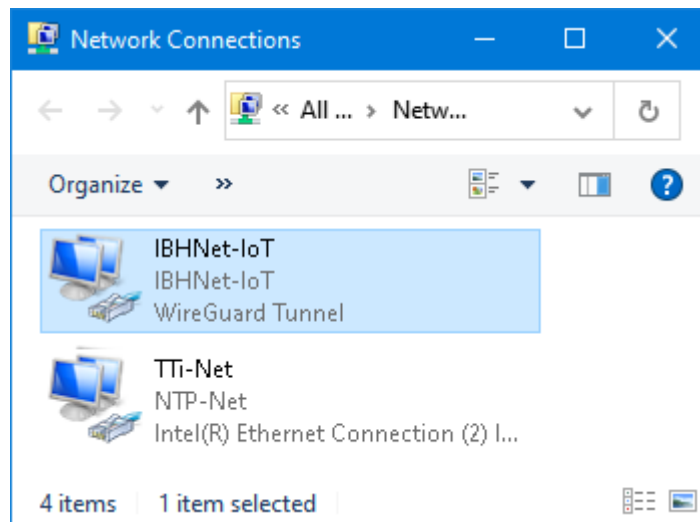 Network Connections
« All ... › Netw...
Organize »
?
IBHNet-IoT
IBHNet-IoT
WireGuard Tunnel
TTi-Net
NTP-Net
Intel(R) Ethernet Connection (2) I...
4 items 1 item selected